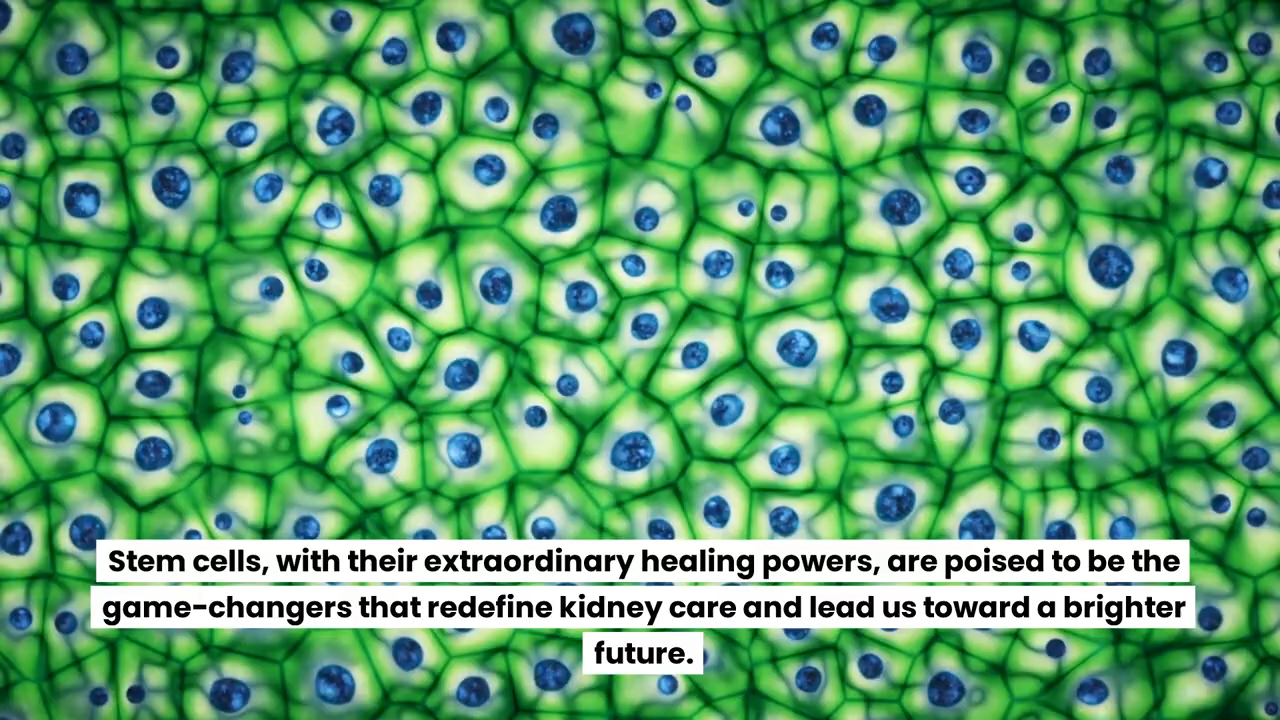 Stem cells, with their extraordinary healing powers, are poised to be the
game-changers that redefine kidney care and lead us toward a brighter
future.